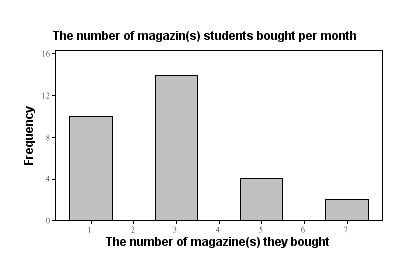 The number of magazin(s) students bought per month
16
12
8
4
0
Frequency
1 2 3 4 5 6 7
The number of magazine(s) they bought